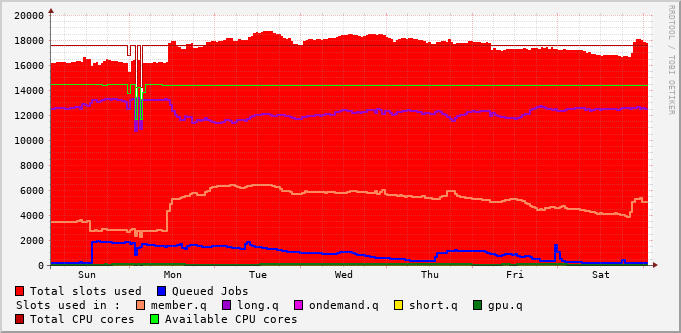 20000
18000
16000
14000
12000
10000
8000
6000
4000
2000
0
Sun Mon Tue Wed Thu Fri Sat
RRDTOOL / TOBI OETIKER
Total slots used Queued Jobs
Slots used in : member.q long.q ondemand.q short.q gpu.q
Total CPU cores Available CPU cores